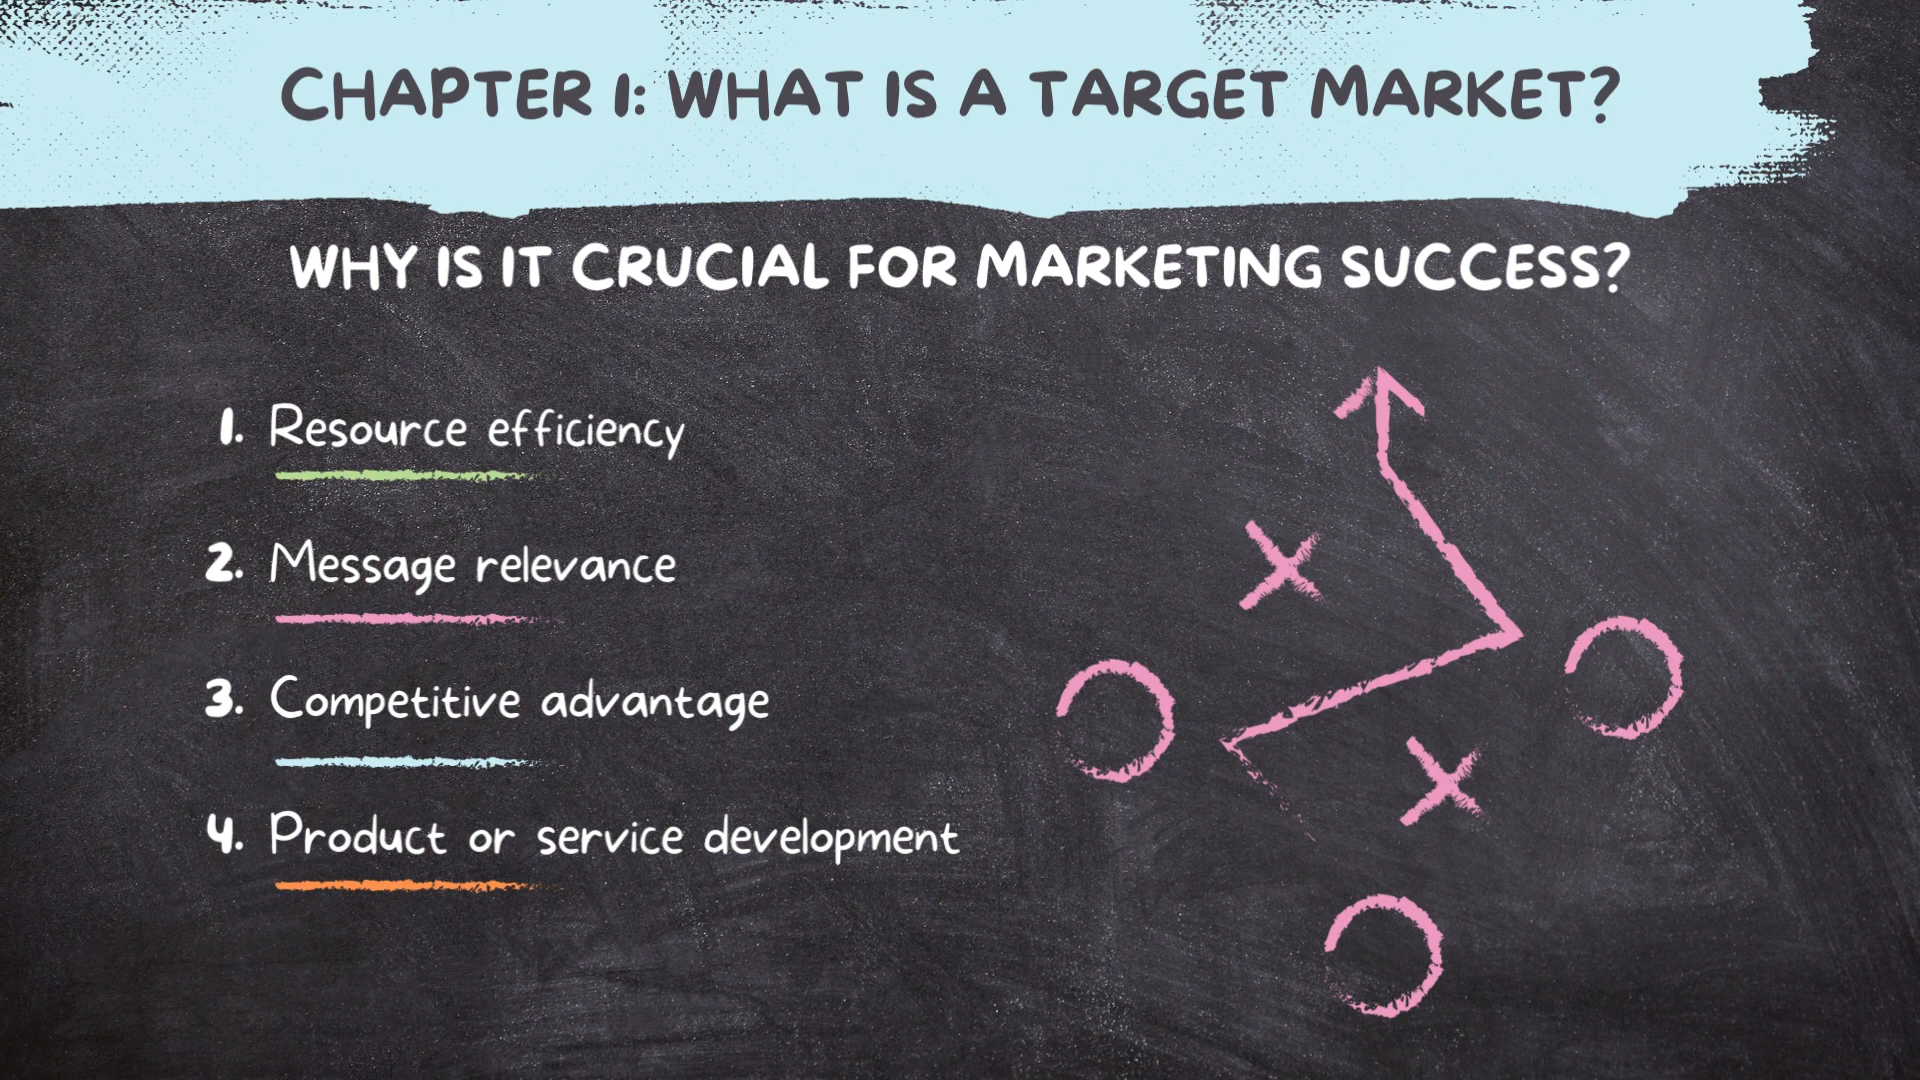 CHAPTER 1: WHAT IS A TARGET MARKET?
WHY IS IT CRUCIAL FOR MARKETING SUCCESS?
1. Resource efficiency
2. Message relevance
3. Competitive advantage
4. Product or service development